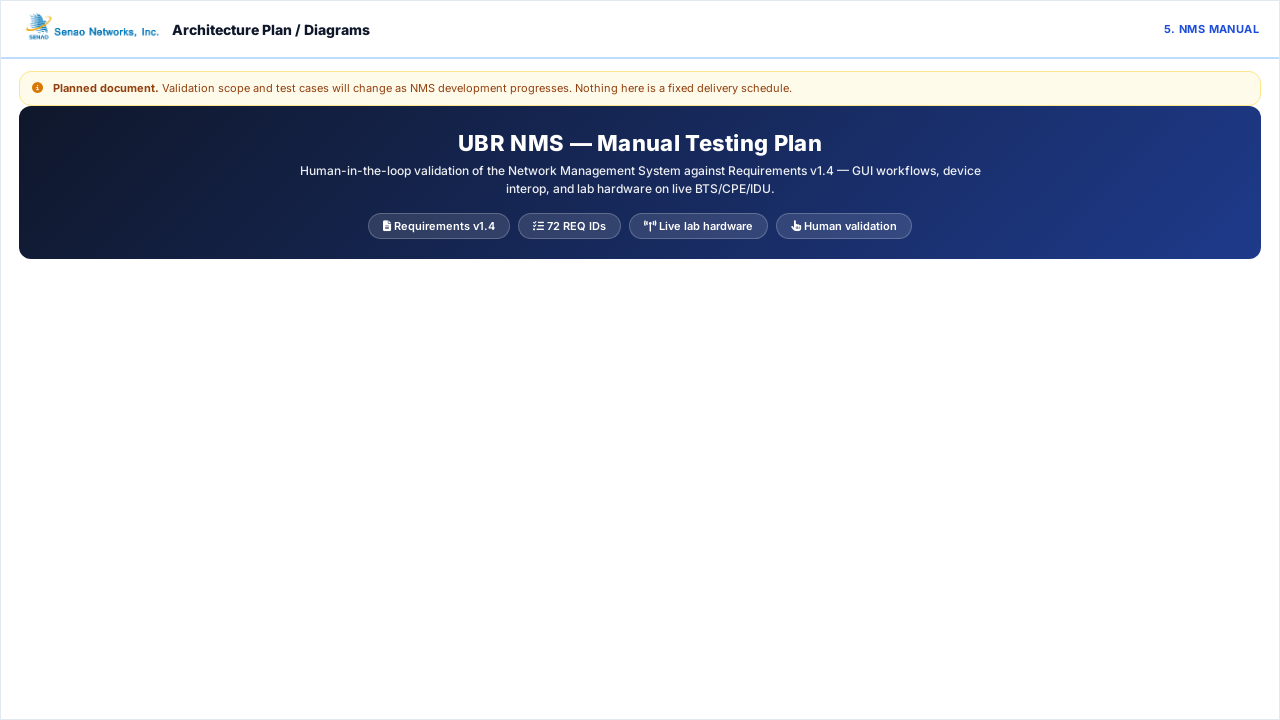 SENAO
Senao Networks, Inc.
Architecture Plan / Diagrams
5. NMS MANUAL
Planned document. Validation scope and test cases will change as NMS development progresses. Nothing here is a fixed delivery schedule.
UBR NMS — Manual Testing Plan
Human-in-the-loop validation of the Network Management System against Requirements v1.4 — GUI workflows, device
interop, and lab hardware on live BTS/CPE/IDU.
Requirements v1.4
72 REQ IDs
Live lab hardware
Human validation